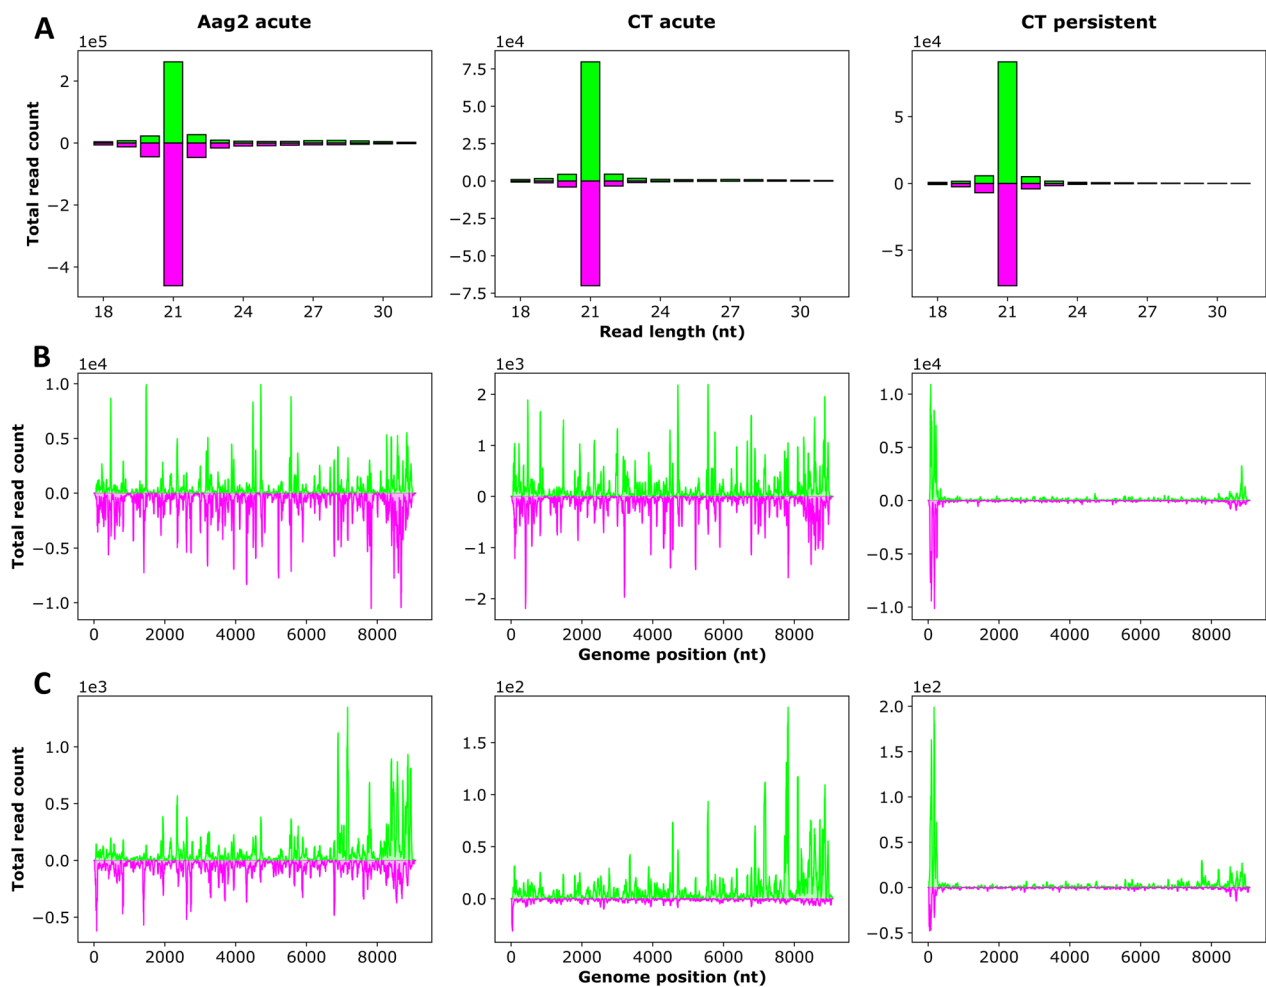 A
Aag2 acute
CT acute
CT persistent
1e5
1e4
1e4
Total read count
2
0
−2
−4
7.5
5.0
2.5
0.0
−2.5
−5.0
−7.5
5
0
−5
18 21 24 27 30
18 21 24 27 30
18 21 24 27 30
Read length (nt)
B
1e4
1e3
1e4
Total read count
1.0
0.5
0.0
−0.5
−1.0
2
1
0
−1
−2
1.0
0.5
0.0
−0.5
−1.0
0 2000 4000 6000 8000
0 2000 4000 6000 8000
0 2000 4000 6000 8000
Genome position (nt)
C
1e3
1e2
1e2
Total read count
1.0
0.5
0.0
−0.5
1.5
1.0
0.5
0.0
2.0
1.5
1.0
0.5
0.0
−0.5
0 2000 4000 6000 8000
0 2000 4000 6000 8000
0 2000 4000 6000 8000
Genome position (nt)